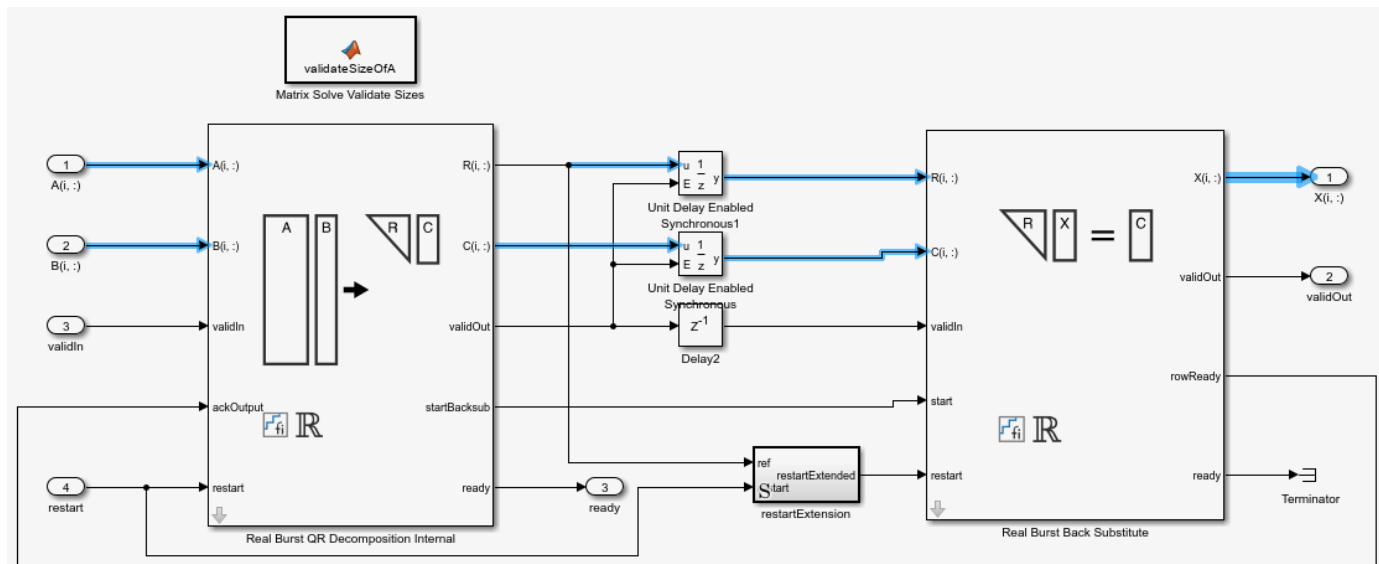 validateSizeOfA
Matrix Solve Validate Sizes
1
A(i, :)
2
B(i, :)
3
validIn
4
restart
A(i, :)
B(i, :)
validIn
ackOutput
restart
A
B
R
C
fi
ℝ
R(i, :)
C(i, :)
validOut
startBacksub
ready
Real Burst QR Decomposition Internal
u
E
1
z
y
Unit Delay Enabled
Synchronous1
u
E
1
z
y
Unit Delay Enabled
Synchronous
Z-1
Delay2
3
ready
ref
restartExtended
Start
restartExtension
R(i, :)
C(i, :)
validIn
start
restart
R
X
=
C
fi
ℝ
X(i, :)
validOut
rowReady
ready
Real Burst Back Substitute
1
X(i, :)
2
validOut
Terminator